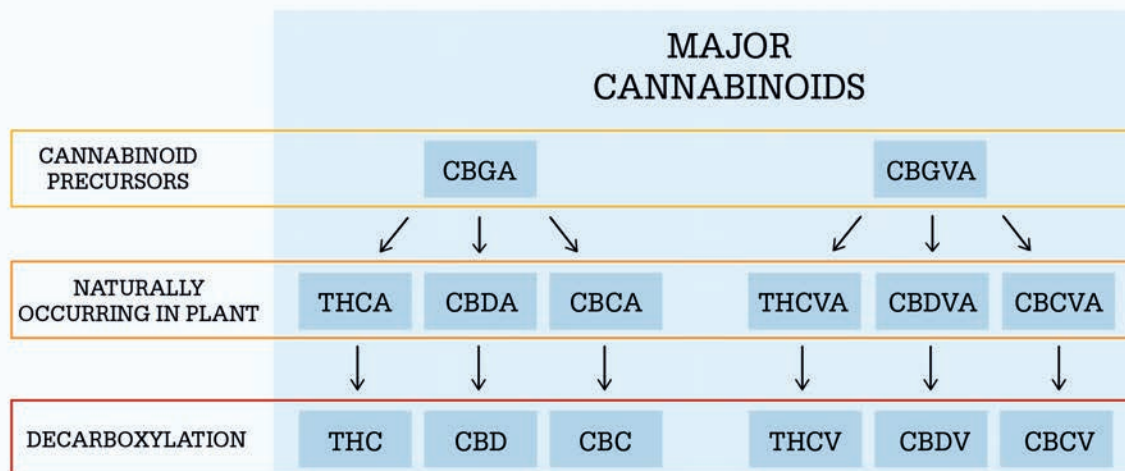 MAJOR
CANNABINOIDS
CANNABINOID
PRECURSORS
CBGA
CBGVA
NATURALLY
OCCURRING IN PLANT
THCA
CBDA
CBCA
THCVA
CBDVA
CBCVA
DECARBOXYLATION
THC
CBD
CBC
THCV
CBDV
CBCV